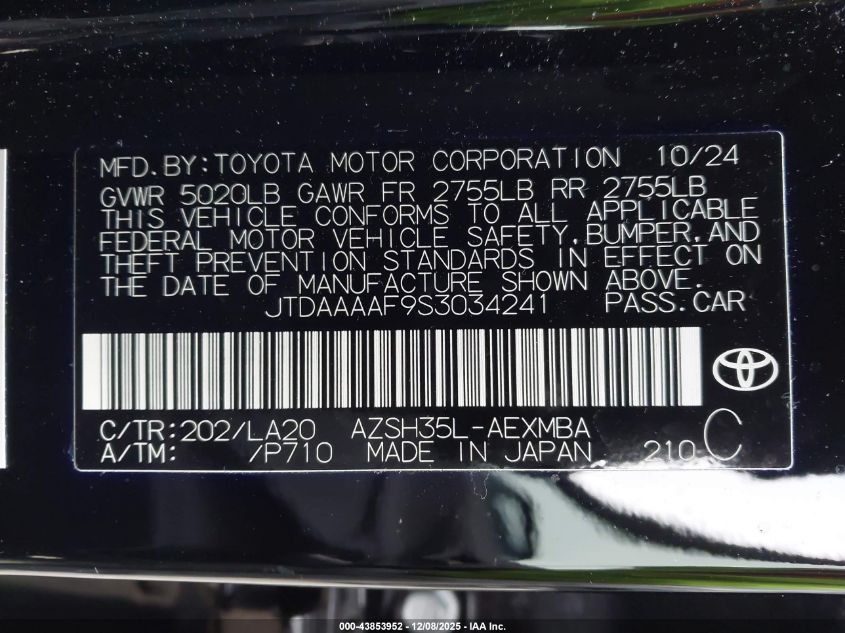 MFD.BY:TOYOTA MOTOR CORPORATION 10/24
GVWR 5020LB GAWR FR 2755LB RR 2755LB
THIS VEHICLE CONFORMS TO ALL APPLICABLE
FEDERAL MOTOR VEHICLE SAFETY,BUMPER,AND
THEFT PREVENTION STANDARDS IN EFFECT ON
THE DATE OF MANUFACTURE SHOWN ABOVE.
JTDAAAAF9S3034241 PASS.CAR
C/TR:202/LA20 AZSH35L-AEXMBA
A/TM: /P710 MADE IN JAPAN 210 C
000-43853952 | 12/08/2025 - IAA Inc.